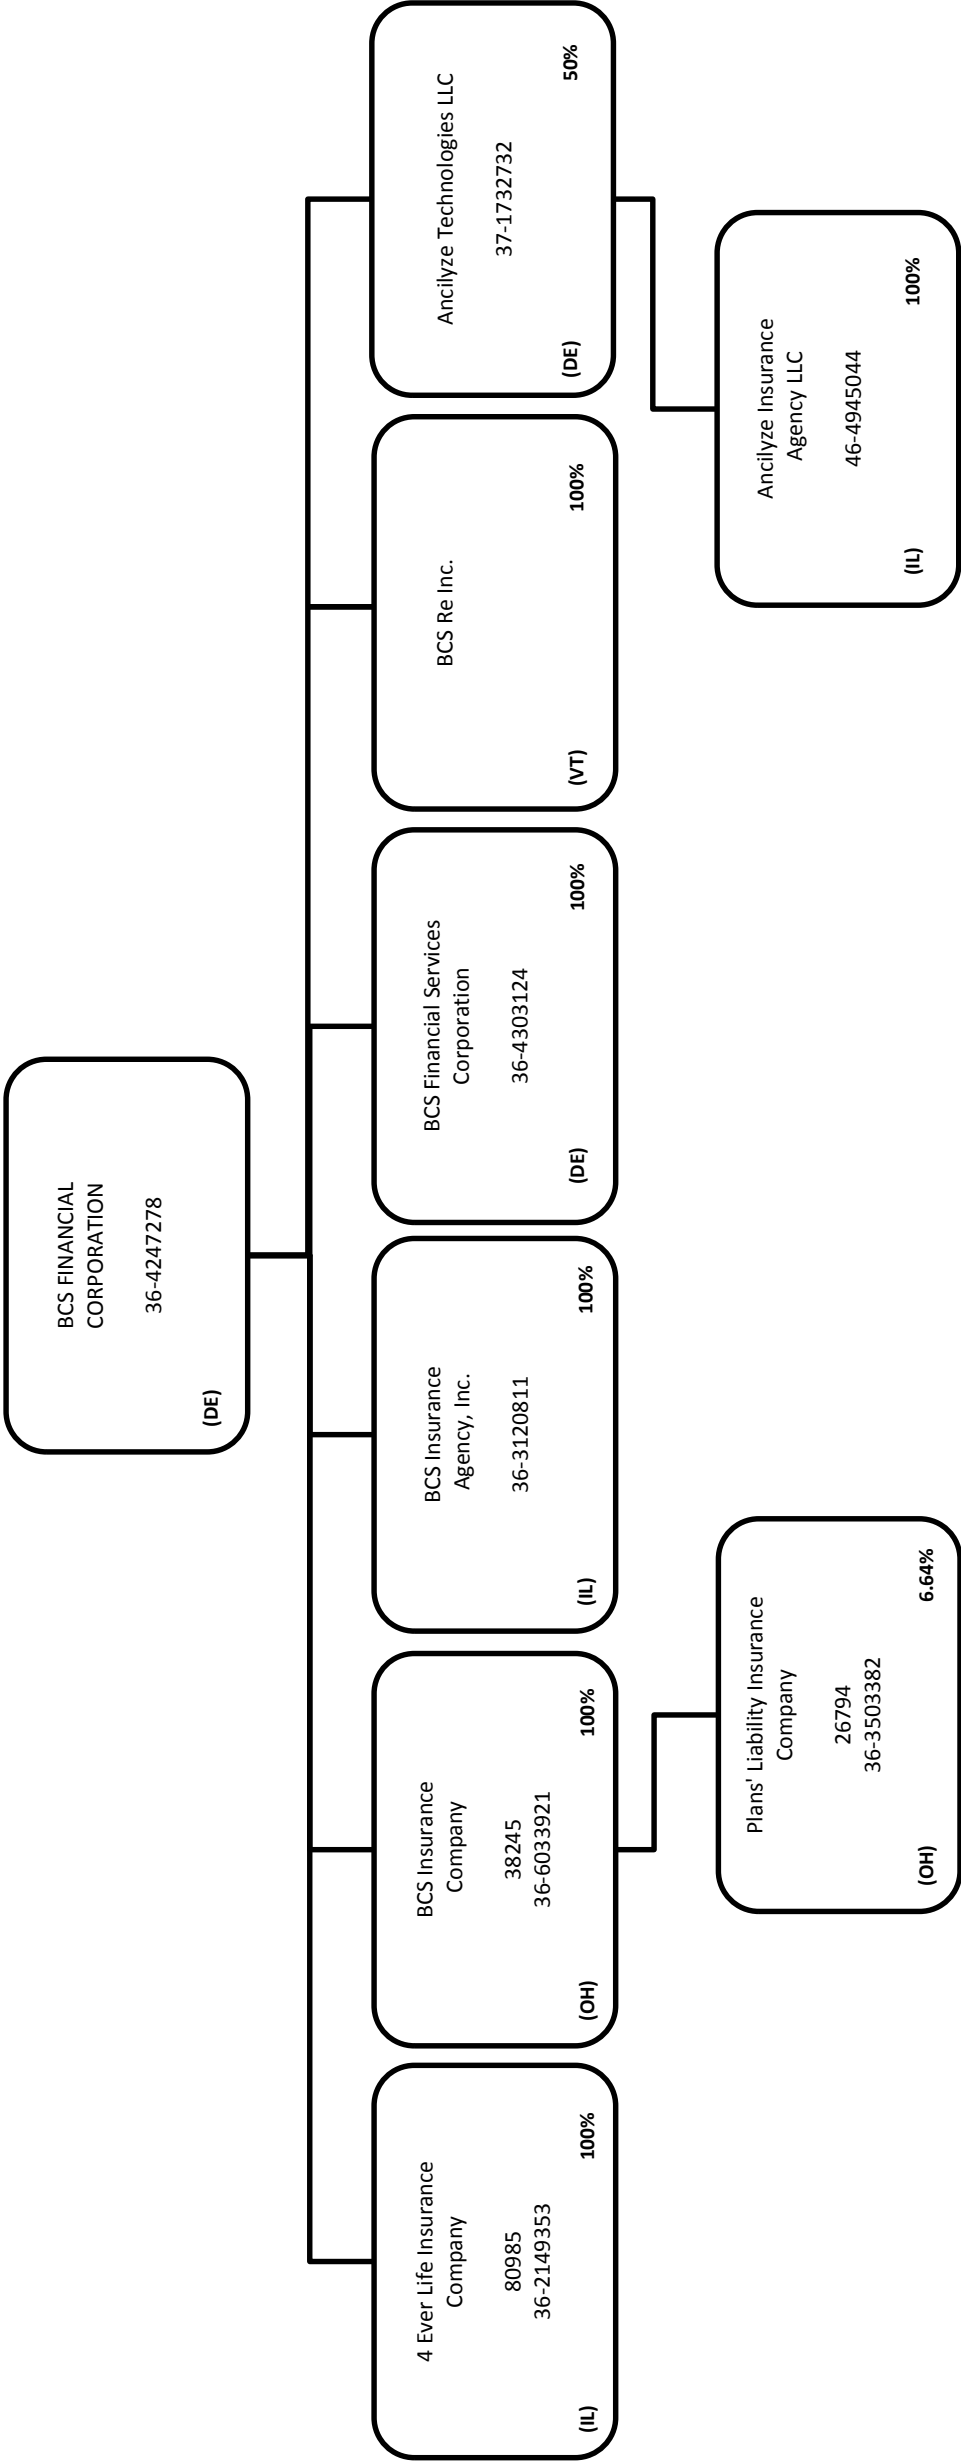 BCS FINANCIAL
CORPORATION
36-4247278
(DE)
4 Ever Life Insurance
Company
80985
36-2149353
(IL)
100%
BCS Insurance
Company
38245
36-6033921
(OH)
100%
BCS Insurance
Agency, Inc.
36-3120811
(IL)
100%
BCS Financial Services
Corporation
36-4303124
(DE)
100%
BCS Re Inc.
(VT)
100%
Ancilyze Technologies LLC
37-1732732
(DE)
50%
Plans' Liability Insurance
Company
26794
36-3503382
(OH)
6.64%
Ancilyze Insurance
Agency LLC
46-4945044
(IL)
100%